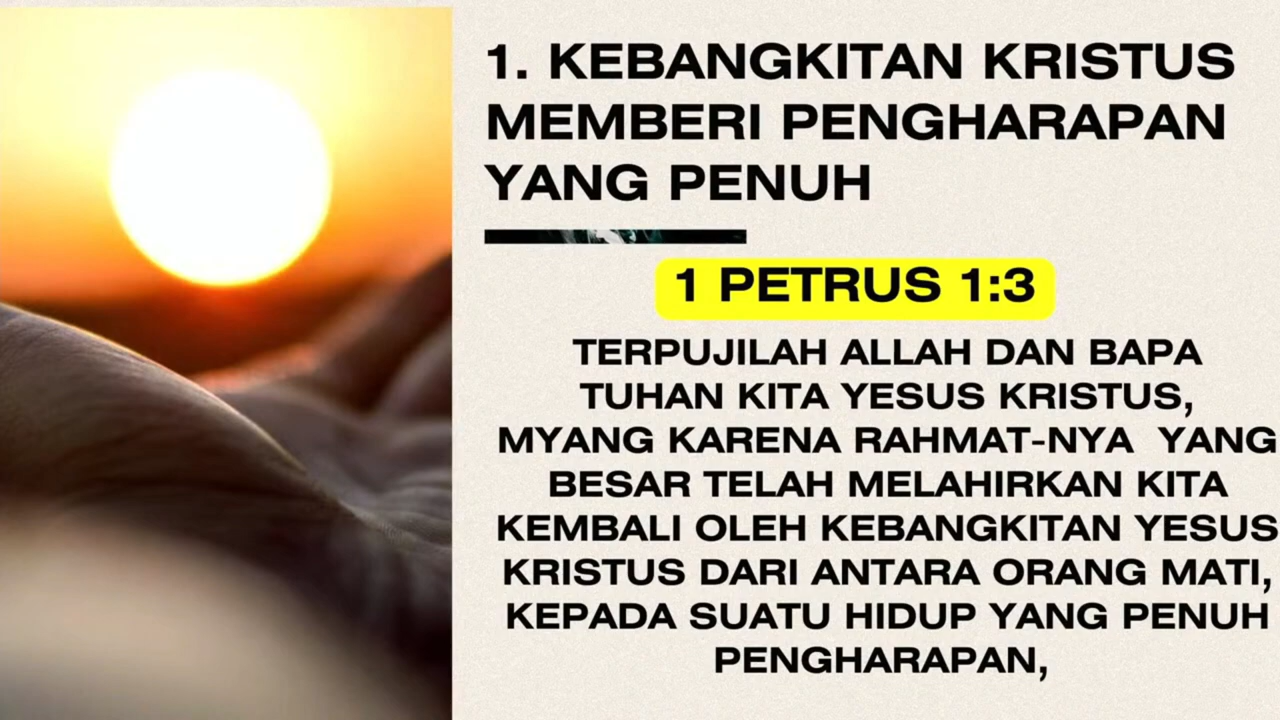 1. KEBANGKITAN KRISTUS
MEMBERI PENGHARAPAN
YANG PENUH
1 PETRUS 1:3
TERPUJILAH ALLAH DAN BAPA
TUHAN KITA YESUS KRISTUS,
MYANG KARENA RAHMAT-NYA YANG
BESAR TELAH MELAHIRKAN KITA
KEMBALI OLEH KEBANGKITAN YESUS
KRISTUS DARI ANTARA ORANG MATI,
KEPADA SUATU HIDUP YANG PENUH
PENGHARAPAN,